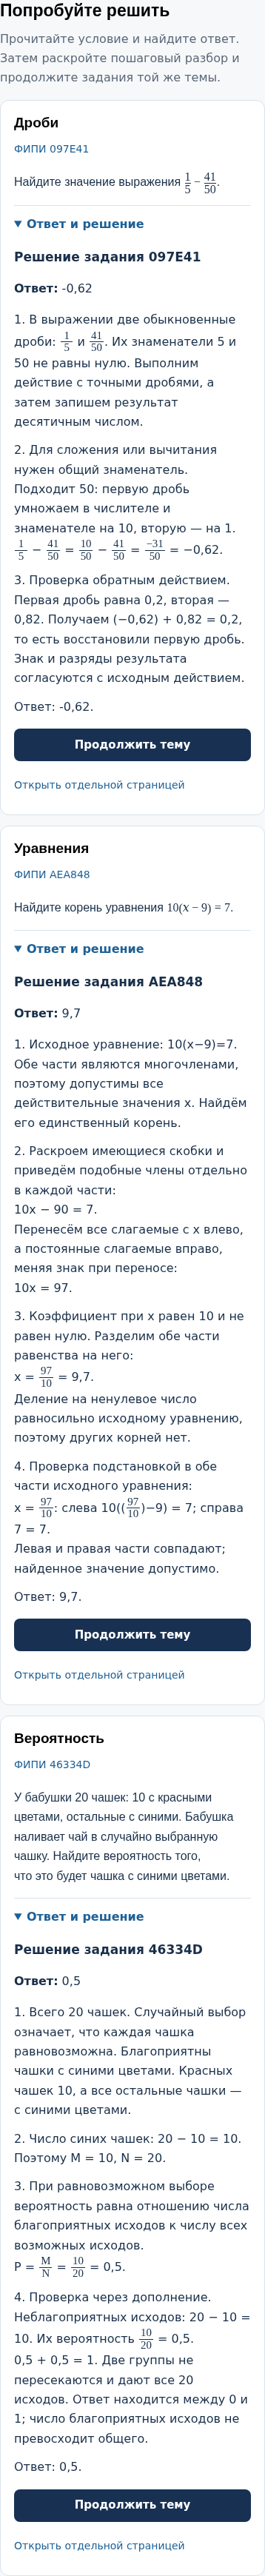 Попробуйте решить
Прочитайте условие и найдите ответ.
Затем раскройте пошаговый разбор и
продолжите задания той же темы.
Дроби
ФИПИ 097E41
Найдите значение выражения 1/5 − 41/50.
▼ Ответ и решение
Решение задания 097E41
Ответ: -0,62
1. В выражении две обыкновенные
дроби: 1/5 и 41/50. Их знаменатели 5 и
50 не равны нулю. Выполним
действие с точными дробями, а
затем запишем результат
десятичным числом.
2. Для сложения или вычитания
нужен общий знаменатель.
Подходит 50: первую дробь
умножаем в числителе и
знаменателе на 10, вторую — на 1.
1/5 − 41/50 = 10/50 − 41/50 = −31/50 = −0,62.
3. Проверка обратным действием.
Первая дробь равна 0,2, вторая —
0,82. Получаем (−0,62) + 0,82 = 0,2,
то есть восстановили первую дробь.
Знак и разряды результата
согласуются с исходным действием.
Ответ: -0,62.
Продолжить тему
Открыть отдельной страницей
Уравнения
ФИПИ AEA848
Найдите корень уравнения 10(x − 9) = 7.
▼ Ответ и решение
Решение задания AEA848
Ответ: 9,7
1. Исходное уравнение: 10(x−9)=7.
Обе части являются многочленами,
поэтому допустимы все
действительные значения x. Найдём
его единственный корень.
2. Раскроем имеющиеся скобки и
приведём подобные члены отдельно
в каждой части:
10x − 90 = 7.
Перенесём все слагаемые с x влево,
а постоянные слагаемые вправо,
меняя знак при переносе:
10x = 97.
3. Коэффициент при x равен 10 и не
равен нулю. Разделим обе части
равенства на него:
x = 97/10 = 9,7.
Деление на ненулевое число
равносильно исходному уравнению,
поэтому других корней нет.
4. Проверка подстановкой в обе
части исходного уравнения:
x = 97/10: слева 10((97/10)−9) = 7; справа
7 = 7.
Левая и правая части совпадают;
найденное значение допустимо.
Ответ: 9,7.
Продолжить тему
Открыть отдельной страницей
Вероятность
ФИПИ 46334D
У бабушки 20 чашек: 10 с красными
цветами, остальные с синими. Бабушка
наливает чай в случайно выбранную
чашку. Найдите вероятность того,
что это будет чашка с синими цветами.
▼ Ответ и решение
Решение задания 46334D
Ответ: 0,5
1. Всего 20 чашек. Случайный выбор
означает, что каждая чашка
равновозможна. Благоприятны
чашки с синими цветами. Красных
чашек 10, а все остальные чашки —
с синими цветами.
2. Число синих чашек: 20 − 10 = 10.
Поэтому M = 10, N = 20.
3. При равновозможном выборе
вероятность равна отношению числа
благоприятных исходов к числу всех
возможных исходов.
P = M/N = 10/20 = 0,5.
4. Проверка через дополнение.
Неблагоприятных исходов: 20 − 10 =
10. Их вероятность 10/20 = 0,5.
0,5 + 0,5 = 1. Две группы не
пересекаются и дают все 20
исходов. Ответ находится между 0 и
1; число благоприятных исходов не
превосходит общего.
Ответ: 0,5.
Продолжить тему
Открыть отдельной страницей